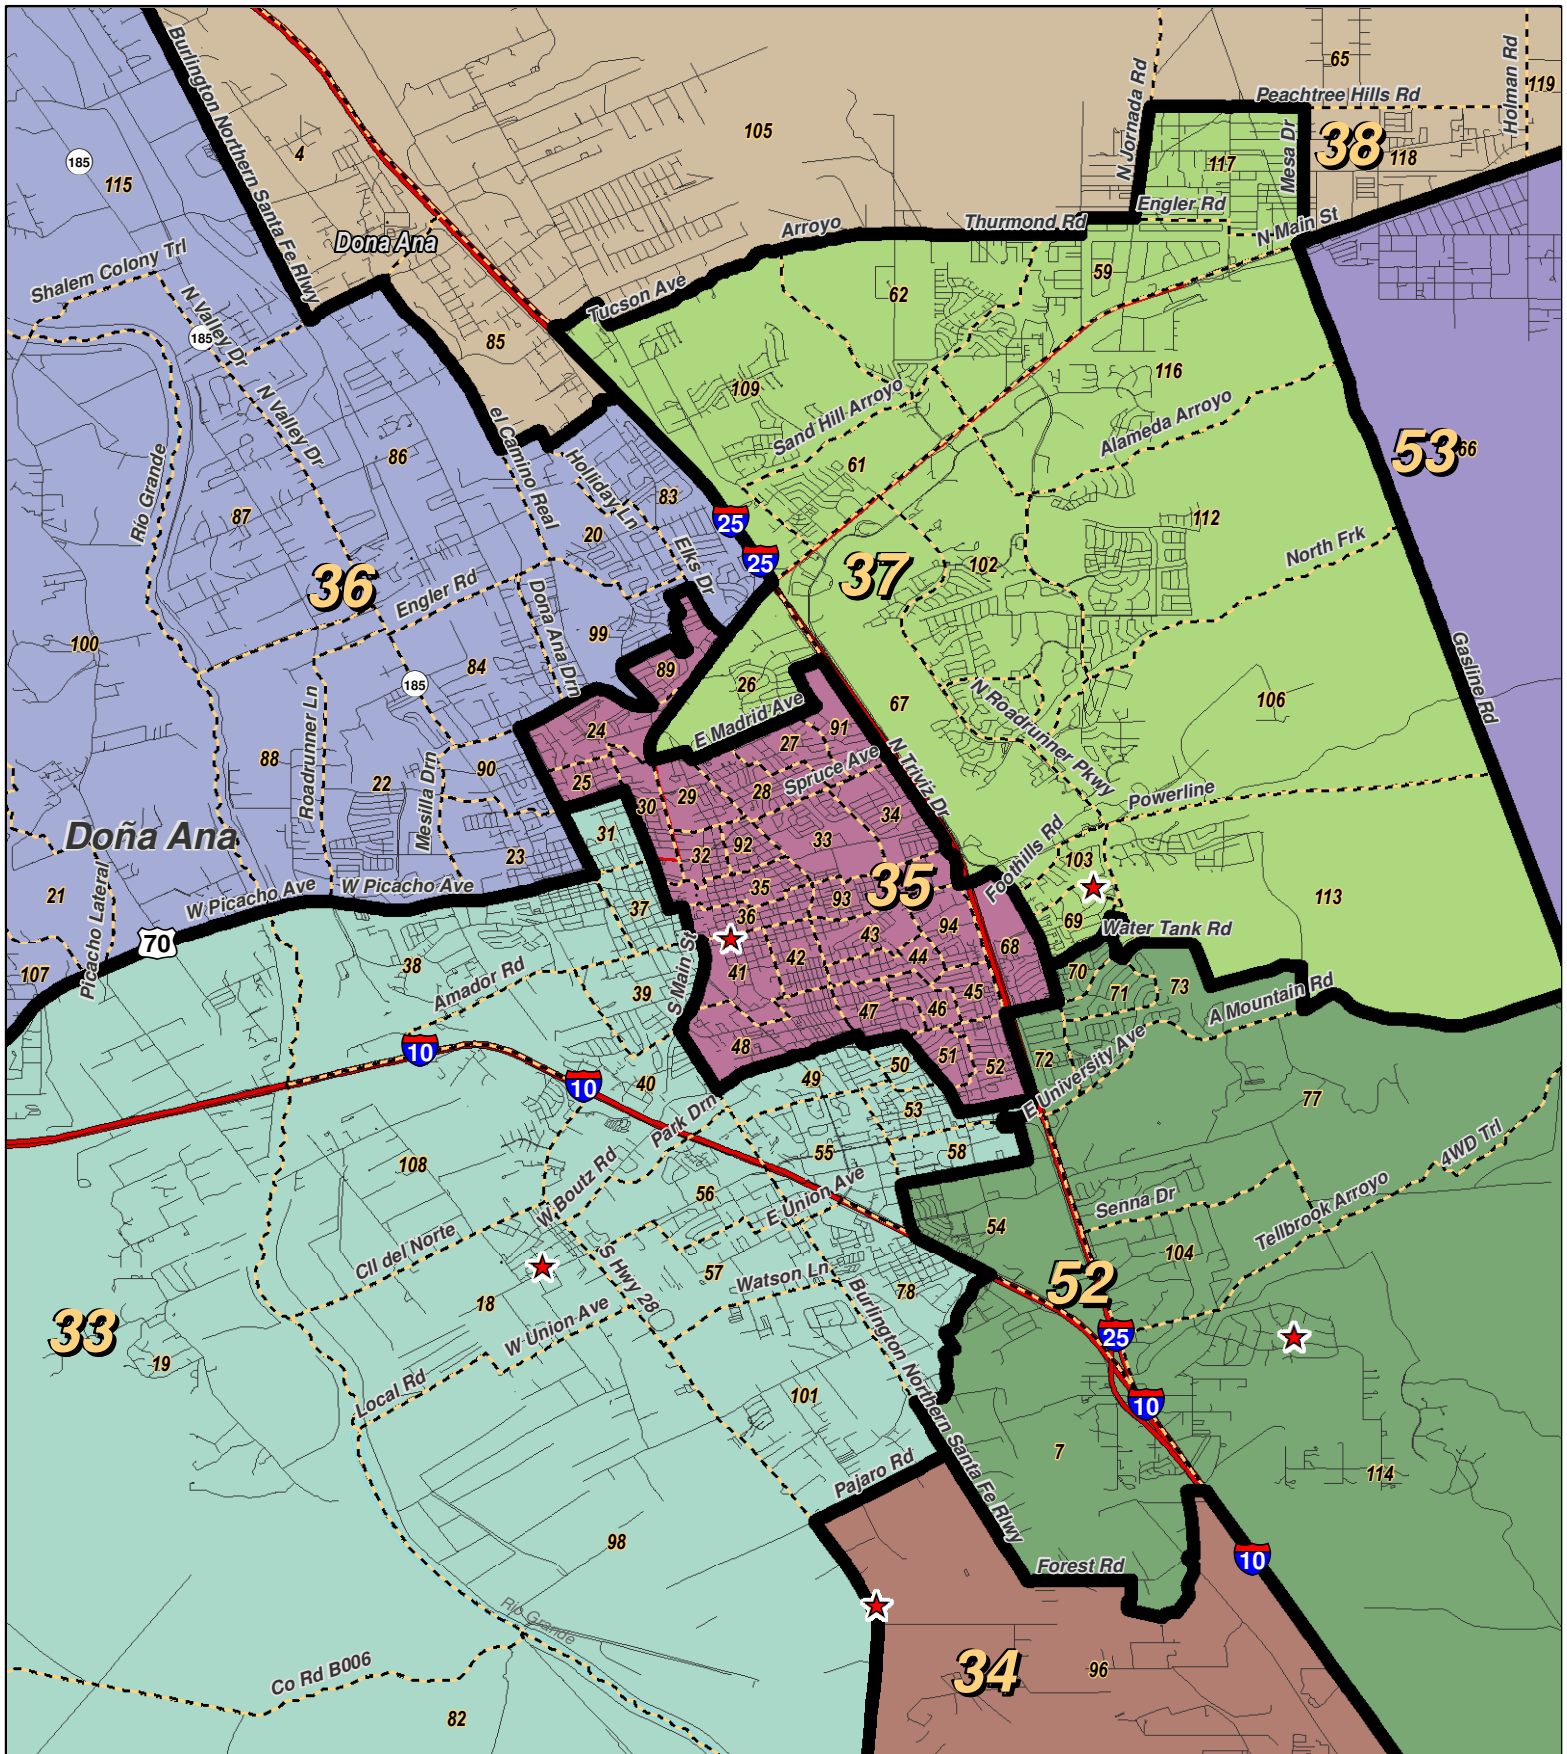 65
119
Holman Rd
Peachtree Hills Rd
N Jornada Rd
Burlington Northern Santa Fe Rlwy
105
38
118
4
185
115
Mesa Dr
117
Engler Rd
Thurmond Rd
Arroyo
N Main St
Dona Ana
Shalem Colony Trl
59
62
Tucson Ave
N Valley Dr
185
85
116
109
Sand Hill Arroyo
Alameda Arroyo
N Valley Dr
el Camino Real
53
66
86
61
Holiday Ln
83
Río Grande
87
20
25
112
North Frk
Elks Dr
25
37
102
36
Engler Rd
Dona Ana Drn
99
100
84
89
26
185
Gasline Rd
67
N Roadrunner Pkwy
106
E Madrid Ave
24
91
27
Roadrunner Ln
88
22
Mesilla Drn
90
25
28
Spruce Ave
N Triviz Dr
29
30
Powerline
34
Doña Ana
31
33
92
Foothills Rd
23
32
103
35
35
W Picacho Ave
W Picacho Ave
21
Picacho Lateral
37
93
36
113
69
Water Tank Rd
94
43
70
68
38
107
Amador Rd
S Main St
42
44
41
70
73
71
39
45
A Mountain Rd
46
47
10
48
51
52
72
E University Ave
50
49
10
40
77
Park Drn
53
4WD Trl
55
58
108
W Boutz Rd
56
E Union Ave
Senna Dr
Tellbrook Arroyo
54
Cll del Norte
104
S Hwy 28
57
Watson Ln
52
78
18
W Union Ave
33
25
19
Burlington Northern Santa Fe Rlwy
Local Rd
101
10
7
Pajaro Rd
114
98
10
Forest Rd
Río Grande
Co Rd B006
34
96
82